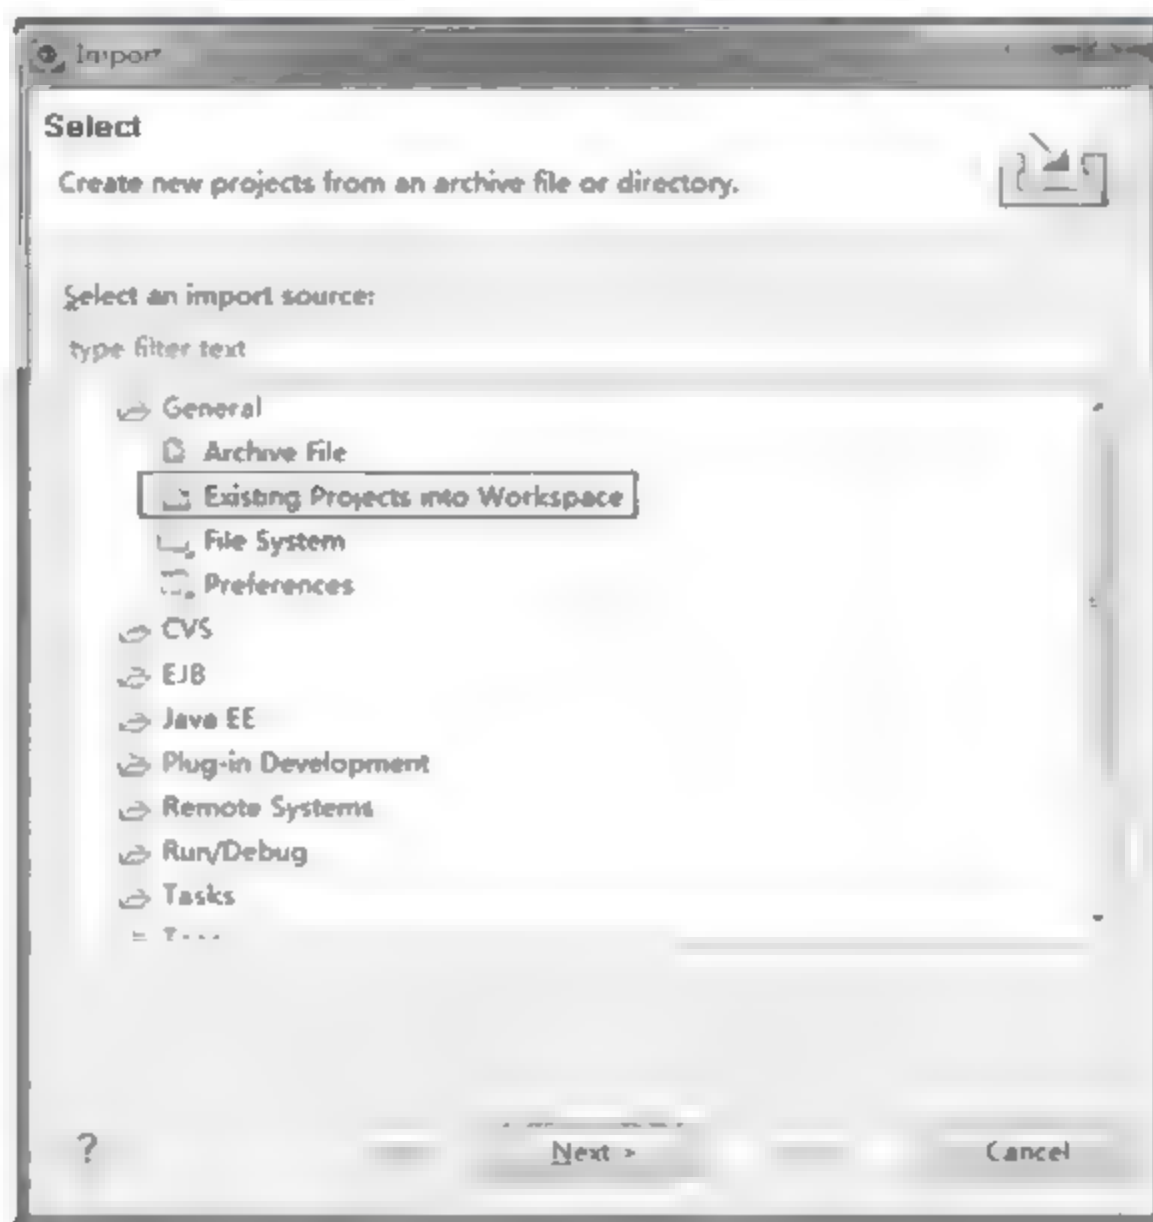 Import
Select
Create new projects from an archive file or directory.
Select an import source:
type filter text
General
Archive File
Existing Projects into Workspace
File System
Preferences
CVS
EJB
Java EE
Plug-in Development
Remote Systems
Run/Debug
Tasks
?
Next >
Cancel